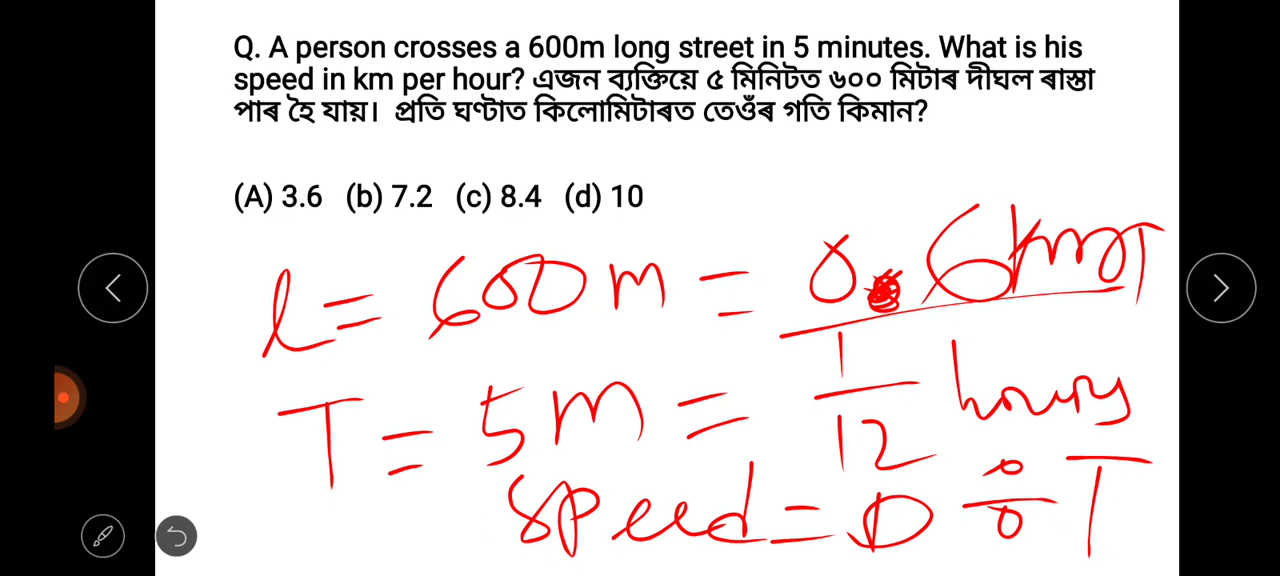 Q. A person crosses a 600m long street in 5 minutes. What is his
speed in km per hour? এজন ব্যক্তিয়ে ৫ মিনিটত ৬০০ মিটাৰ দীঘল ৰাস্তা
পাৰ হৈ যায়। প্ৰতি ঘণ্টাত কিলোমিটাৰত তেওঁৰ গতি কিমান?
(A) 3.6 (b) 7.2 (c) 8.4 (d) 10
l = 600 m = 0.6km
T = 5 m = 1/12 hours
speed = D ÷ T